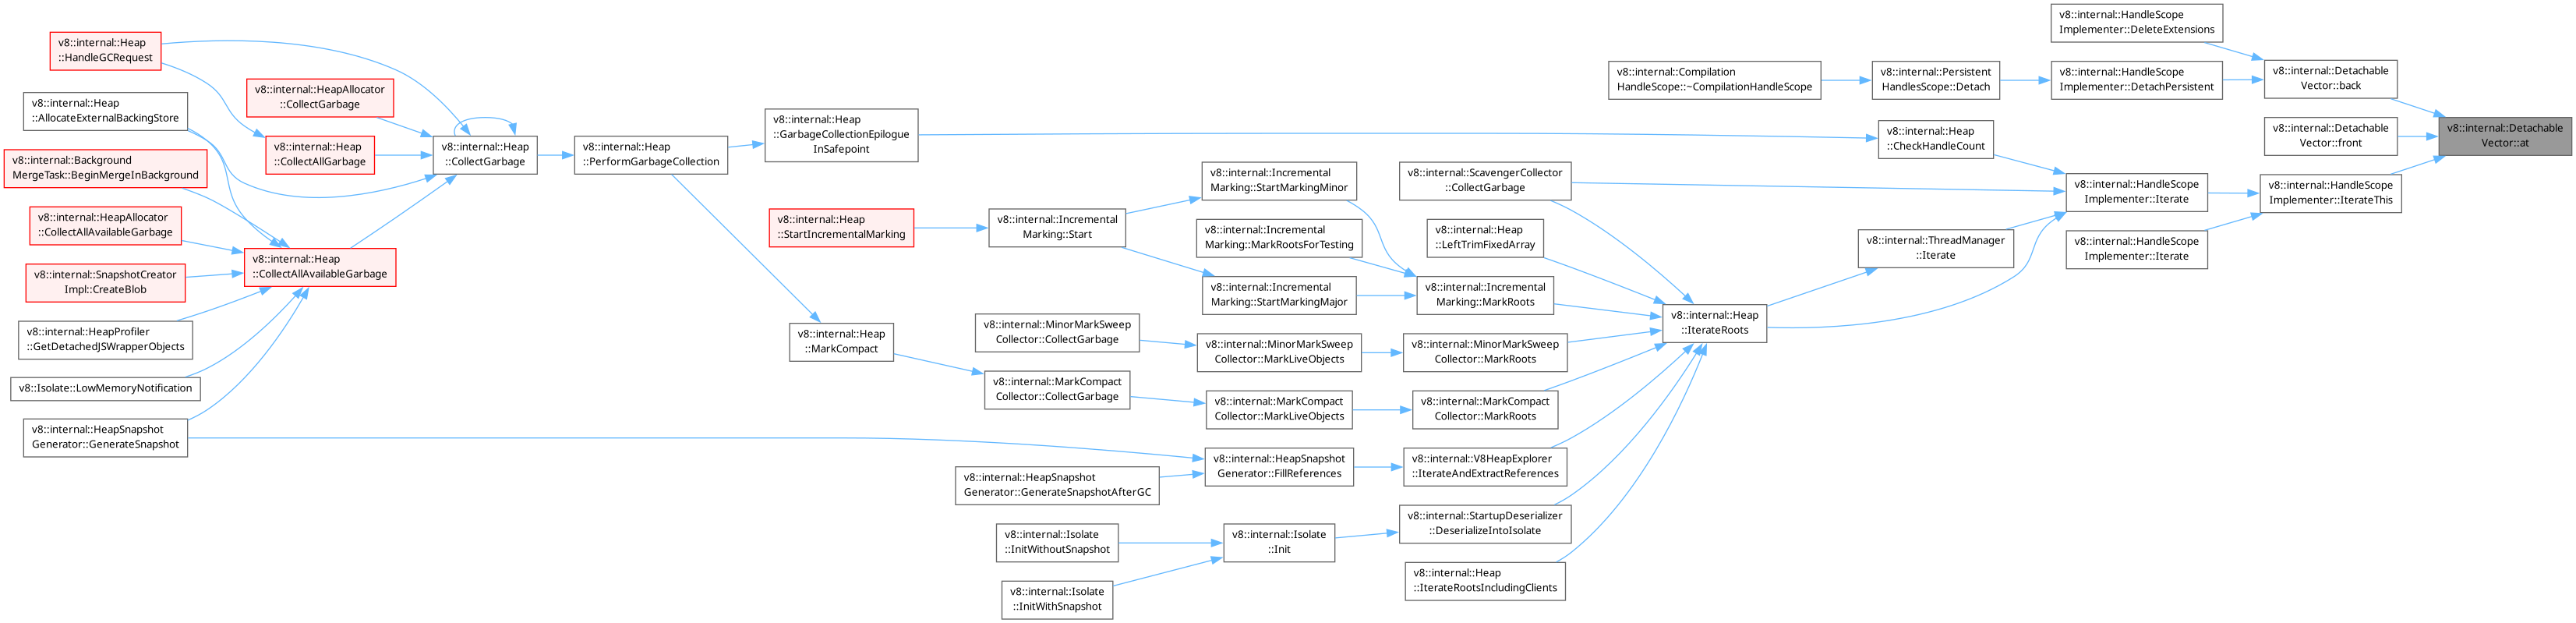 v8::internal::Heap
::HandleGCRequest
v8::internal::Heap
::AllocateExternalBackingStore
v8::internal::Background
MergeTask::BeginMergeInBackground
v8::internal::HeapAllocator
::CollectAllAvailableGarbage
v8::internal::SnapshotCreator
Impl::CreateBlob
v8::internal::HeapProfiler
::GetDetachedJSWrapperObjects
v8::Isolate::LowMemoryNotification
v8::internal::HeapSnapshot
Generator::GenerateSnapshot
v8::internal::HeapAllocator
::CollectGarbage
v8::internal::Heap
::CollectAllGarbage
v8::internal::Heap
::CollectAllAvailableGarbage
v8::internal::Heap
::CollectGarbage
v8::internal::Heap
::PerformGarbageCollection
v8::internal::Heap
::GarbageCollectionEpilogue
InSafepoint
v8::internal::Heap
::StartIncrementalMarking
v8::internal::Heap
::MarkCompact
v8::internal::Incremental
Marking::Start
v8::internal::MinorMarkSweep
Collector::CollectGarbage
v8::internal::MarkCompact
Collector::CollectGarbage
v8::internal::HeapSnapshot
Generator::GenerateSnapshotAfterGC
v8::internal::Isolate
::InitWithoutSnapshot
v8::internal::Isolate
::InitWithSnapshot
v8::internal::Incremental
Marking::StartMarkingMinor
v8::internal::Incremental
Marking::MarkRootsForTesting
v8::internal::Incremental
Marking::StartMarkingMajor
v8::internal::MinorMarkSweep
Collector::MarkLiveObjects
v8::internal::MarkCompact
Collector::MarkLiveObjects
v8::internal::HeapSnapshot
Generator::FillReferences
v8::internal::Isolate
::Init
v8::internal::ScavengerCollector
::CollectGarbage
v8::internal::Heap
::LeftTrimFixedArray
v8::internal::Incremental
Marking::MarkRoots
v8::internal::MinorMarkSweep
Collector::MarkRoots
v8::internal::MarkCompact
Collector::MarkRoots
v8::internal::V8HeapExplorer
::IterateAndExtractReferences
v8::internal::StartupDeserializer
::DeserializeIntoIsolate
v8::internal::Heap
::IterateRootsIncludingClients
v8::internal::Compilation
HandleScope::~CompilationHandleScope
v8::internal::Heap
::IterateRoots
v8::internal::Persistent
HandlesScope::Detach
v8::internal::Heap
::CheckHandleCount
v8::internal::ThreadManager
::Iterate
v8::internal::HandleScope
Implementer::DeleteExtensions
v8::internal::HandleScope
Implementer::DetachPersistent
v8::internal::HandleScope
Implementer::Iterate
v8::internal::HandleScope
Implementer::Iterate
v8::internal::Detachable
Vector::back
v8::internal::Detachable
Vector::front
v8::internal::HandleScope
Implementer::IterateThis
v8::internal::Detachable
Vector::at